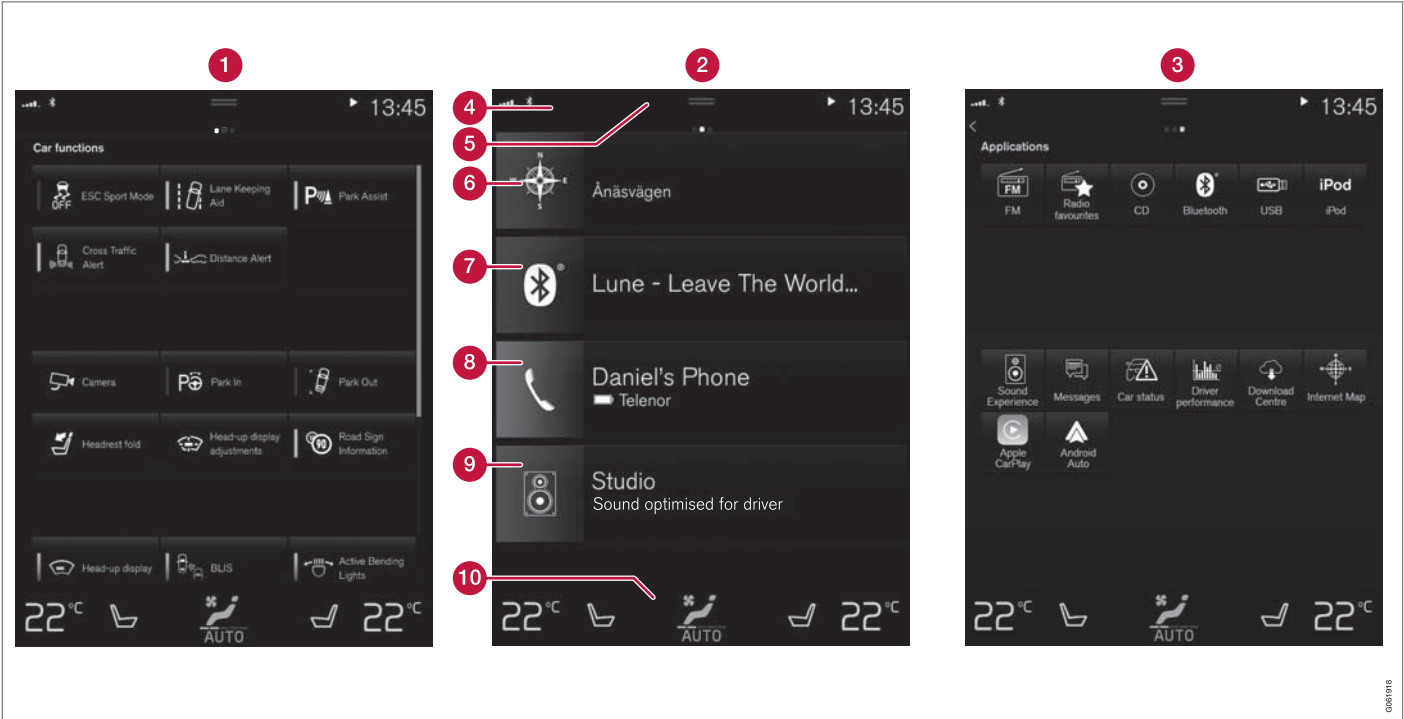 1
2
3
13:45
Car functions
ESC Sport Mode
OFF
Lane Keeping
Aid
Park Assist
Cross Traffic
Alert
Distance Alert
Camera
Park In
Park Out
Headrest fold
Head-up display
adjustments
90
Road Sign
Information
Head-up display
BLIS
Active Bending
Lights
22°C
AUTO
22°C
4
5
6
7
8
9
10
13:45
N
W
E
S
Ånäsvägen
Lune - Leave The World...
Daniel's Phone
Telenor
Studio
Sound optimised for driver
22°C
AUTO
22°C
13:45
Applications
FM
FM
Radio
favourites
CD
Bluetooth
USB
iPod
iPod
Sound
Experience
Messages
Car status
Driver
performance
Download
Centre
Internet Map
Apple
CarPlay
Android
Auto
22°C
AUTO
22°C
G061918